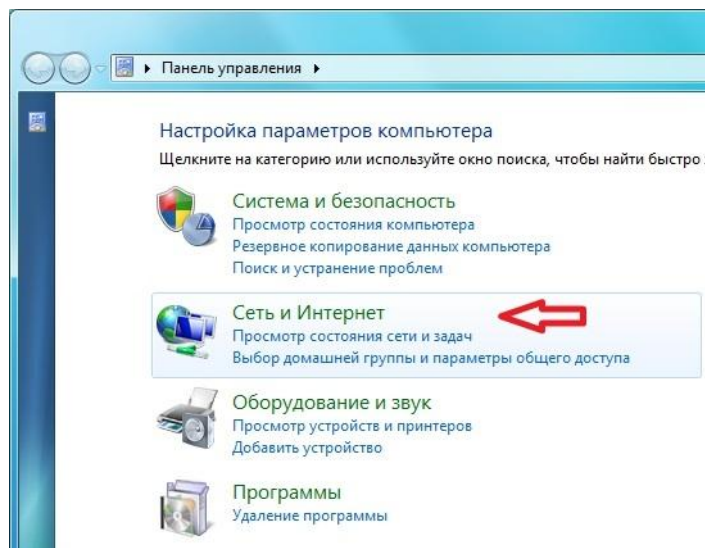 Панель управления
Настройка параметров компьютера
Щелкните на категорию или используйте окно поиска, чтобы найти быстро
Система и безопасность
Просмотр состояния компьютера
Резервное копирование данных компьютера
Поиск и устранение проблем
Сеть и Интернет
Просмотр состояния сети и задач
Выбор домашней группы и параметры общего доступа
Оборудование и звук
Просмотр устройств и принтеров
Добавить устройство
Программы
Удаление программы